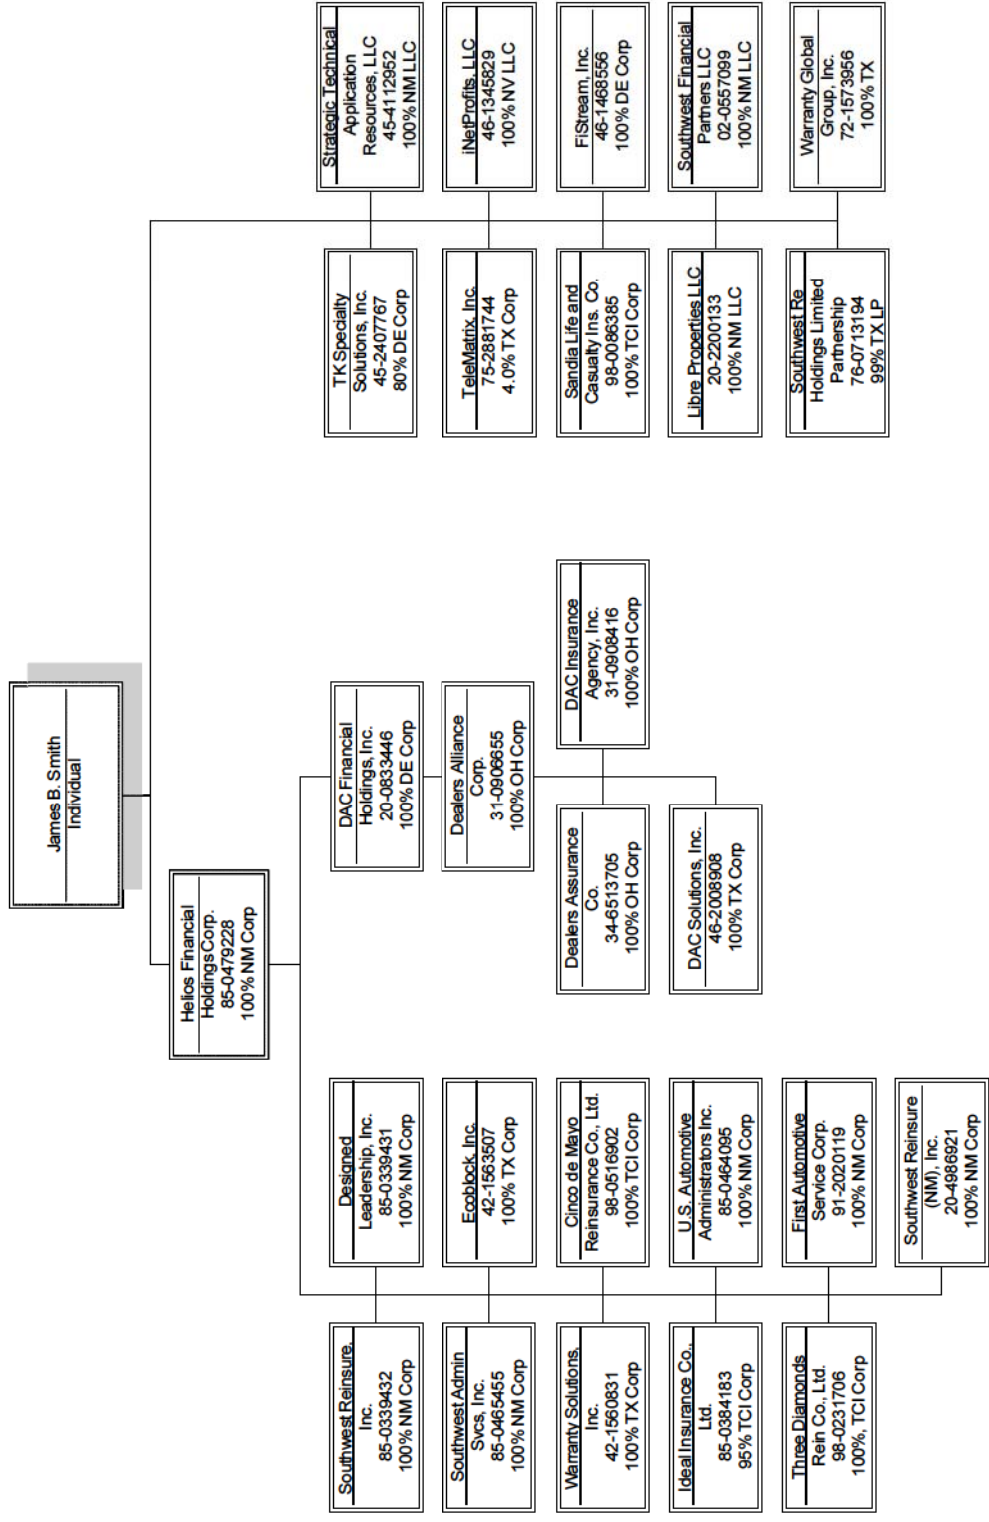 James B. Smith
Individual
Helios Financial
HoldingsCorp.
85-0479228
100% NM Corp
Southwest Reinsure,
Inc.
85-0339432
100% NM Corp
Designed
Leadership, Inc.
85-0339431
100% NM Corp
DAC Financial
Holdings, Inc.
20-0833446
100% DE Corp
TKSpecialty
Solutions, Inc.
45-2407767
80% DE Corp
Strategic Technical
Application
Resources, LLC
45-4112952
100% NM LLC
Southwest Admin
Svcs, Inc.
85-0465455
100% NM Corp
Ecoblock, Inc.
42-1563507
100% TX Corp
Dealers Alliance
Corp.
31-0906655
100% OH Corp
TeleMatrix, Inc.
75-2881744
4.0% TX Corp
iNetProfits, LLC
46-1345829
100% NV LLC
Warranty Solutions,
Inc.
42-1560831
100% TX Corp
Cinco de Mayo
Reinsurance Co., Ltd.
98-0516902
100% TCI Corp
Dealers Assurance
Co.
34-6513705
100% OH Corp
DAC Insurance
Agency, Inc.
31-0908416
100% OH Corp
Sandia Life and
Casualty Ins. Co.
98-0086385
100% TCI Corp
FiStream, Inc.
46-1468556
100% DE Corp
Ideal Insurance Co.,
Ltd.
85-0384183
95% TCI Corp
U.S. Automotive
Administrators Inc.
85-0464095
100% NM Corp
DAC Solutions, Inc.
46-2008908
100% TX Corp
Libre Properties LLC
20-2200133
100% NM LLC
Southwest Financial
Partners LLC
02-0557099
100% NM LLC
Three Diamonds
Rein Co., Ltd.
98-0231706
100%, TCI Corp
First Automotive
Service Corp.
91-2020119
100% NM Corp
Southwest Re
Holdings Limited
Partnership
76-0713194
99% TX LP
Warranty Global
Group, Inc.
72-1573956
100% TX
Southwest Reinsure
(NM), Inc.
20-4986921
100% NM Corp